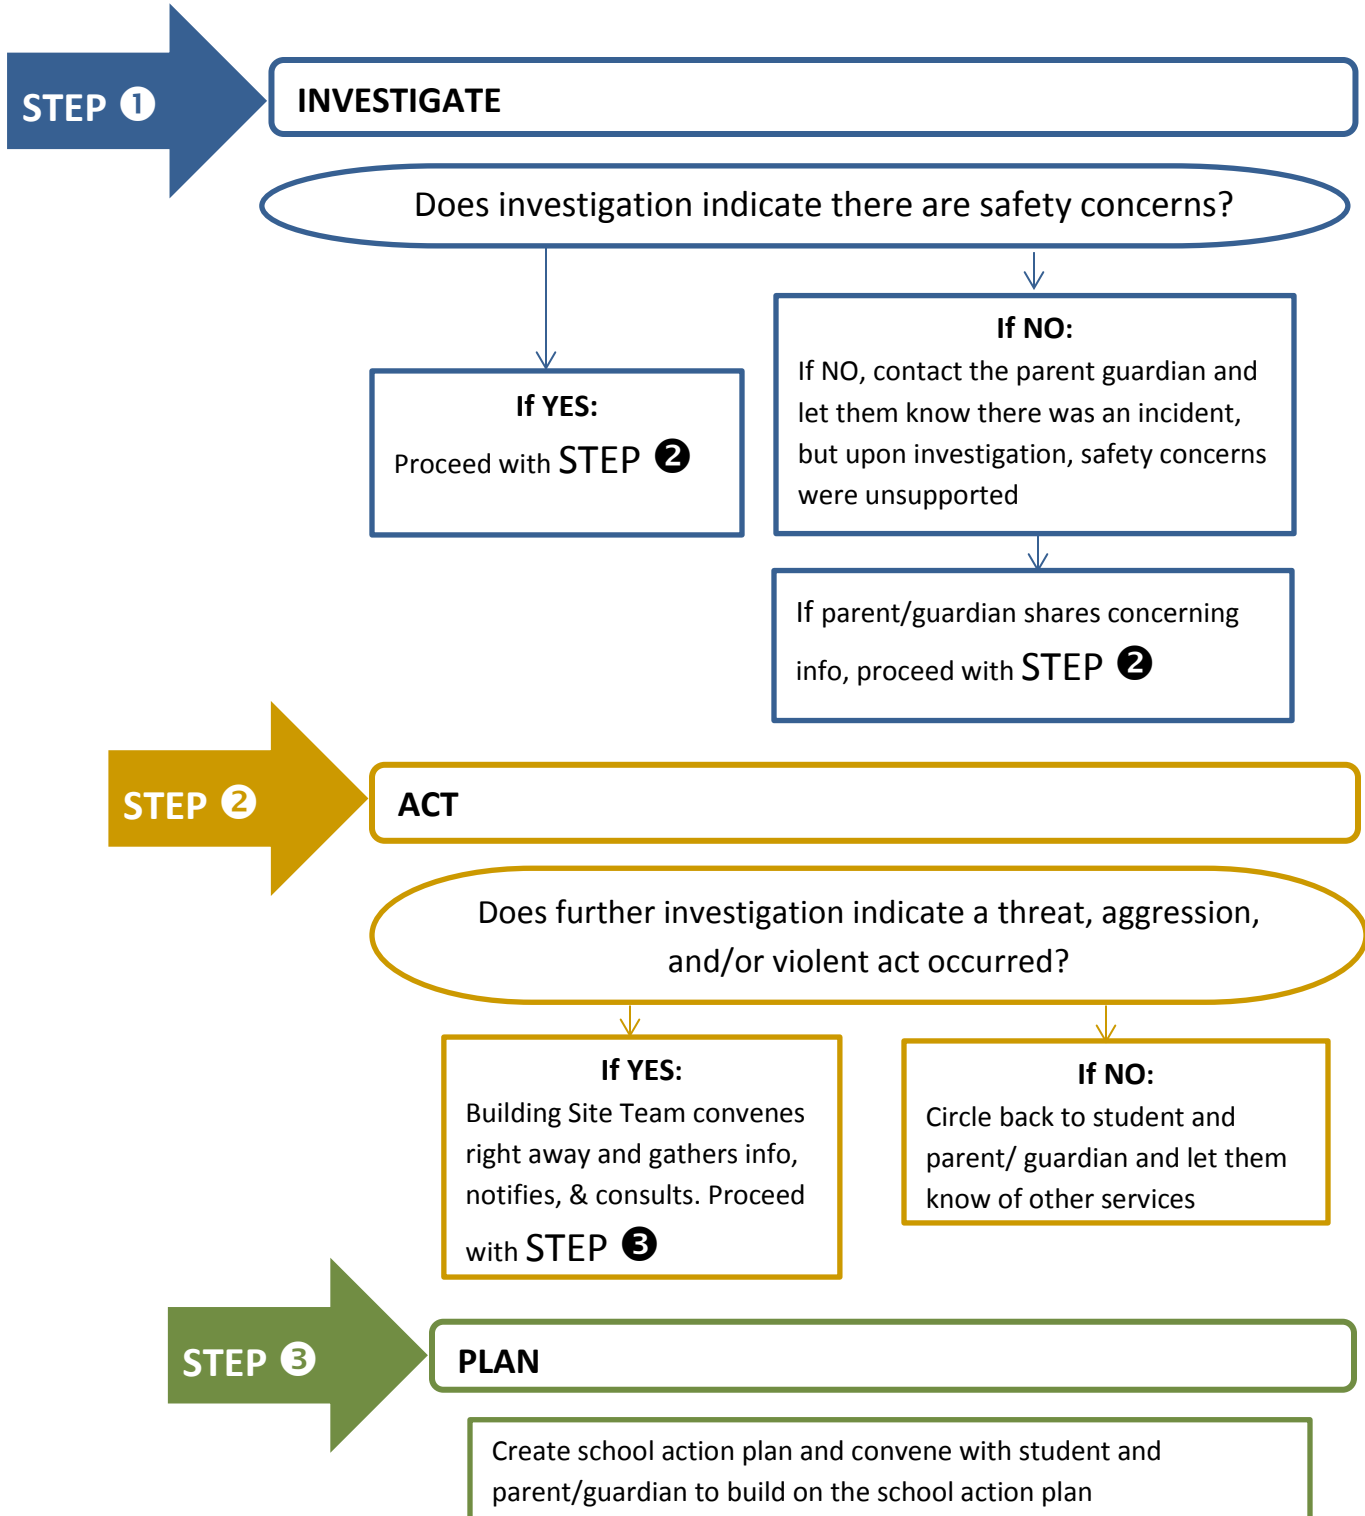 STEP ❶
INVESTIGATE
Does investigation indicate there are safety concerns?
If YES:
Proceed with STEP ❷
If NO:
If NO, contact the parent guardian and
let them know there was an incident,
but upon investigation, safety concerns
were unsupported
If parent/guardian shares concerning
info, proceed with STEP ❷
STEP ❷
ACT
Does further investigation indicate a threat, aggression,
and/or violent act occurred?
If YES:
Building Site Team convenes
right away and gathers info,
notifies, & consults. Proceed
with STEP ❸
If NO:
Circle back to student and
parent/ guardian and let them
know of other services
STEP ❸
PLAN
Create school action plan and convene with student and
parent/guardian to build on the school action plan